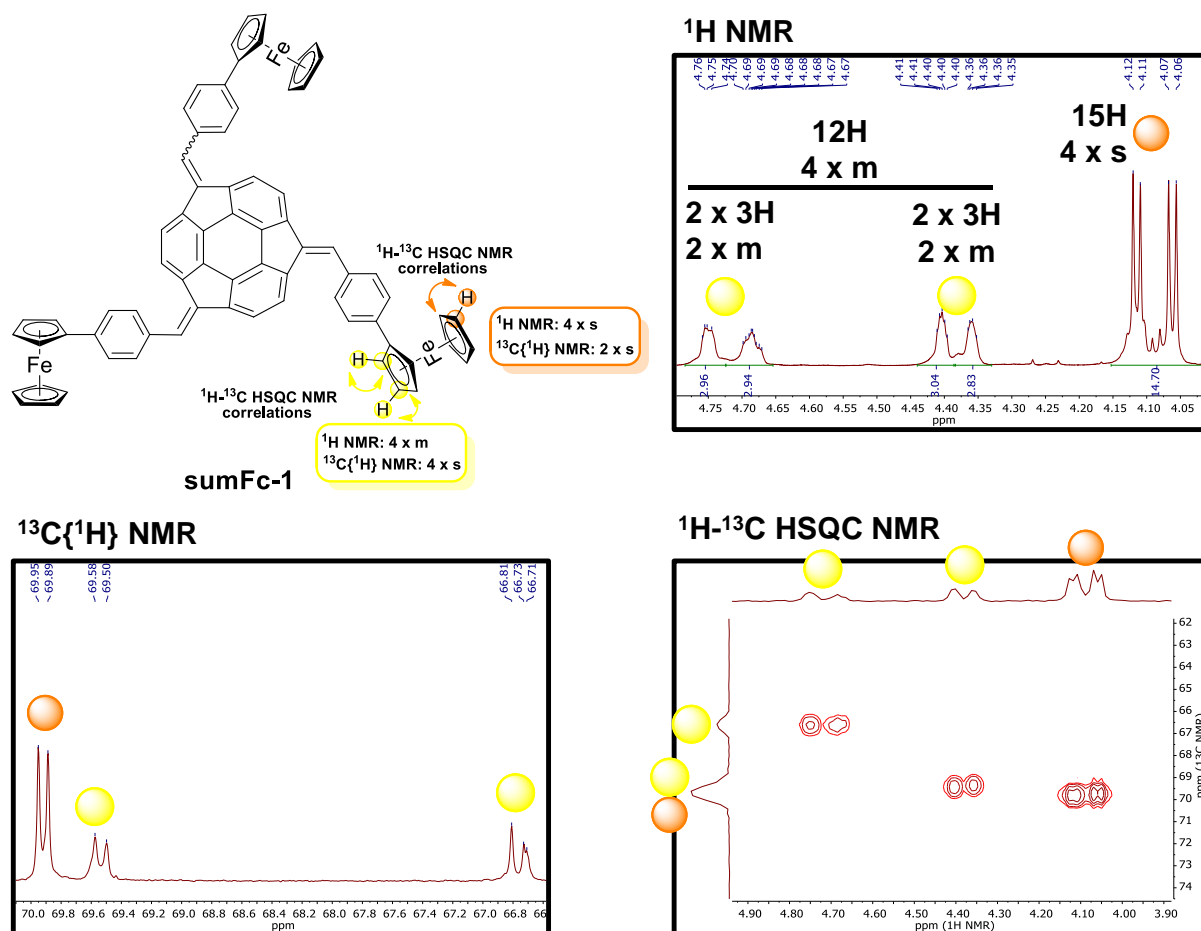 Fe
Fe
Fe
¹H-¹³C HSQC NMR
correlations
H
¹H NMR: 4 x s
¹³C{¹H} NMR: 2 x s
H
H
¹H-¹³C HSQC NMR
correlations
¹H NMR: 4 x m
¹³C{¹H} NMR: 4 x s
sumFc-1
¹H NMR
4.76 4.75 4.74 4.70 4.69 4.69 4.69 4.68 4.68 4.68 4.67 4.67 4.41 4.41 4.40 4.40 4.40 4.36 4.36 4.36 4.35 4.12 4.11 4.07 4.06
12H
4 x m
15H
4 x s
2 x 3H
2 x m
2 x 3H
2 x m
2.96 2.94 3.04 2.83 14.70
4.75 4.70 4.65 4.60 4.55 4.50 4.45 4.40 4.35 4.30 4.25 4.20 4.15 4.10 4.05
ppm
¹³C{¹H} NMR
69.95 69.89 69.58 69.50 66.81 66.73 66.71
70.0 69.8 69.6 69.4 69.2 69.0 68.8 68.6 68.4 68.2 68.0 67.8 67.6 67.4 67.2 67.0 66.8 66
ppm
¹H-¹³C HSQC NMR
62
63
64
65
66
67
68
69
70
71
72
73
74
ppm (13C NMR)
4.90 4.80 4.70 4.60 4.50 4.40 4.30 4.20 4.10 4.00 3.90
ppm (1H NMR)